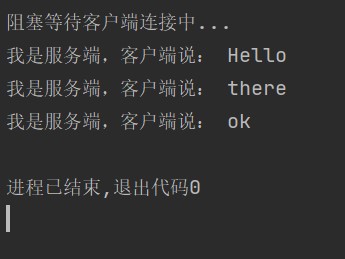 阻塞等待客户端连接中...
我是服务端，客户端说： Hello
我是服务端，客户端说： there
我是服务端，客户端说： ok
进程已结束,退出代码0